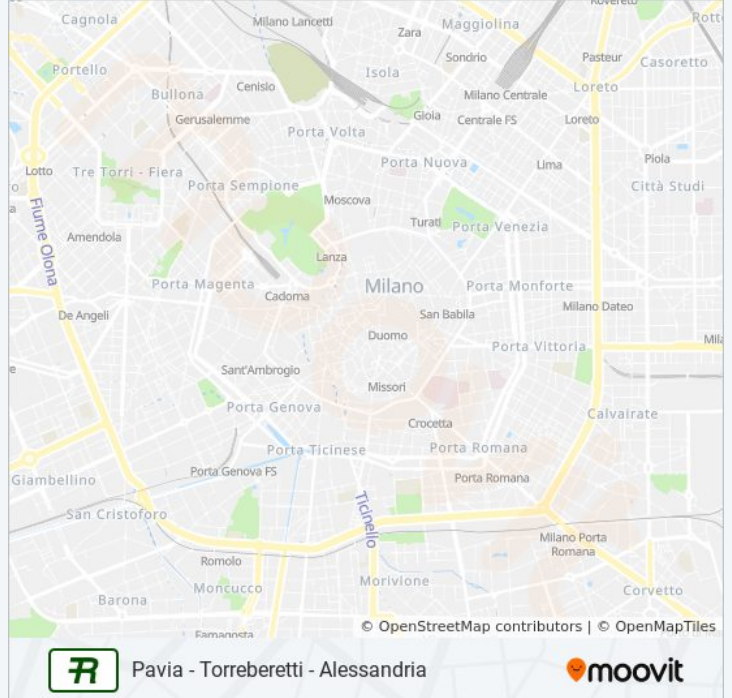 Rovereto
Cagnola
Milano Lancetti
Maggiolina
Zara
Sondrio
Pasteur
Casoretto
Portello
Isola
Bullona
Cenisio
Milano Centrale
Loreto
Gerusalemme
Gioia
Centrale FS
Loreto
Porta Volta
Lotto
Tre Torri - Fiera
Porta Nuova
Lima
Piola
Porta Sempione
Città Studi
Moscova
Fiume Olona
Turati
Porta Venezia
Amendola
Lanza
Porta Magenta
Milano
Porta Monforte
Cadorna
De Angeli
San Babila
Milano Dateo
Duomo
Porta Vittoria
Sant'Ambrogio
Missori
Porta Genova
Crocetta
Calvairate
Porta Ticinese
Porta Romana
Giambellino
Porta Genova FS
Porta Romana
San Cristoforo
Ticinello
Milano Porta
Romana
Romolo
Moncucco
Morivione
Corvetto
Barona
Famagosta
© OpenStreetMap contributors | © OpenMapTiles
R
Pavia - Torreberetti - Alessandria
moovit